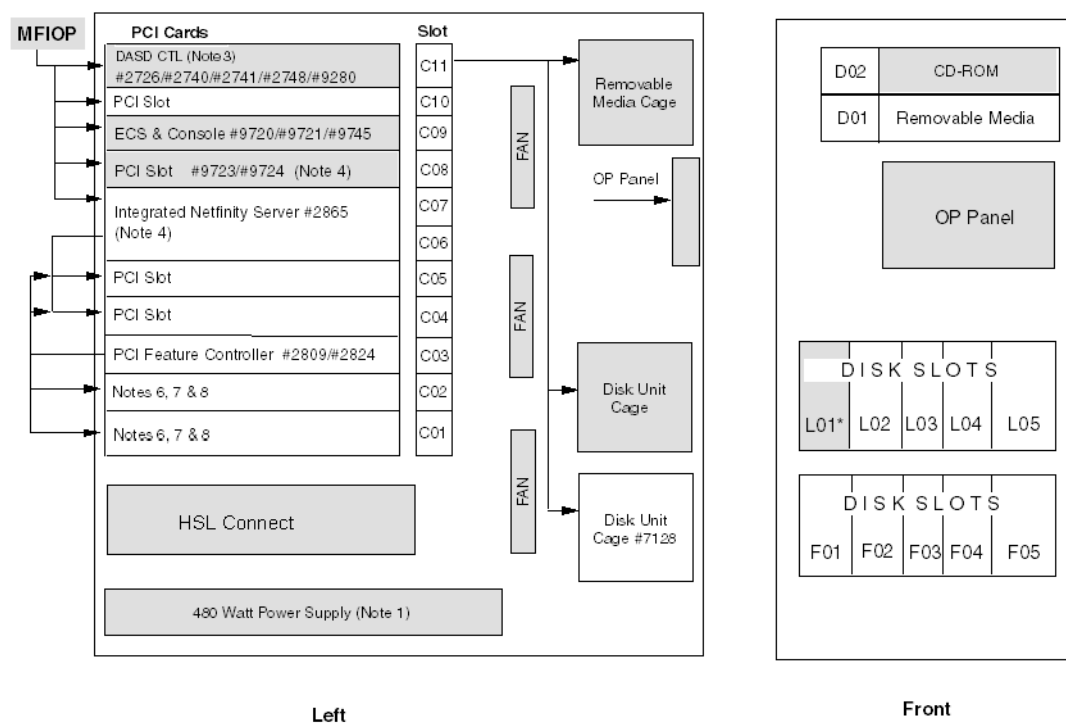 MFIOP
PCI Cards
Slot
DASD CTL (Note 3)
#2726/#2740/#2741/#2748/#9280
C11
PCI Slot
C10
ECS & Console #9720/#9721/#9745
C09
PCI Slot #9723/#9724 (Note 4)
C08
Integrated Netfinity Server #2865
(Note 4)
C07
C06
PCI Slot
C05
PCI Slot
C04
PCI Feature Controller #2809/#2824
C03
Notes 6, 7 & 8
C02
Notes 6, 7 & 8
C01
HSL Connect
480 Watt Power Supply (Note 1)
FAN
FAN
FAN
Removable
Media Cage
OP Panel
Disk Unit
Cage
Disk Unit
Cage #7128
Left
D02 CD-ROM
D01 Removable Media
OP Panel
DISK SLOTS
L01* L02 L03 L04 L05
DISK SLOTS
F01 F02 F03 F04 F05
Front